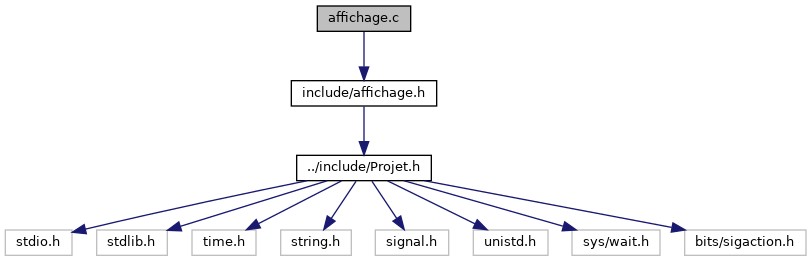 affichage.c
include/affichage.h
../include/Projet.h
stdio.h
stdlib.h
time.h
string.h
signal.h
unistd.h
sys/wait.h
bits/sigaction.h